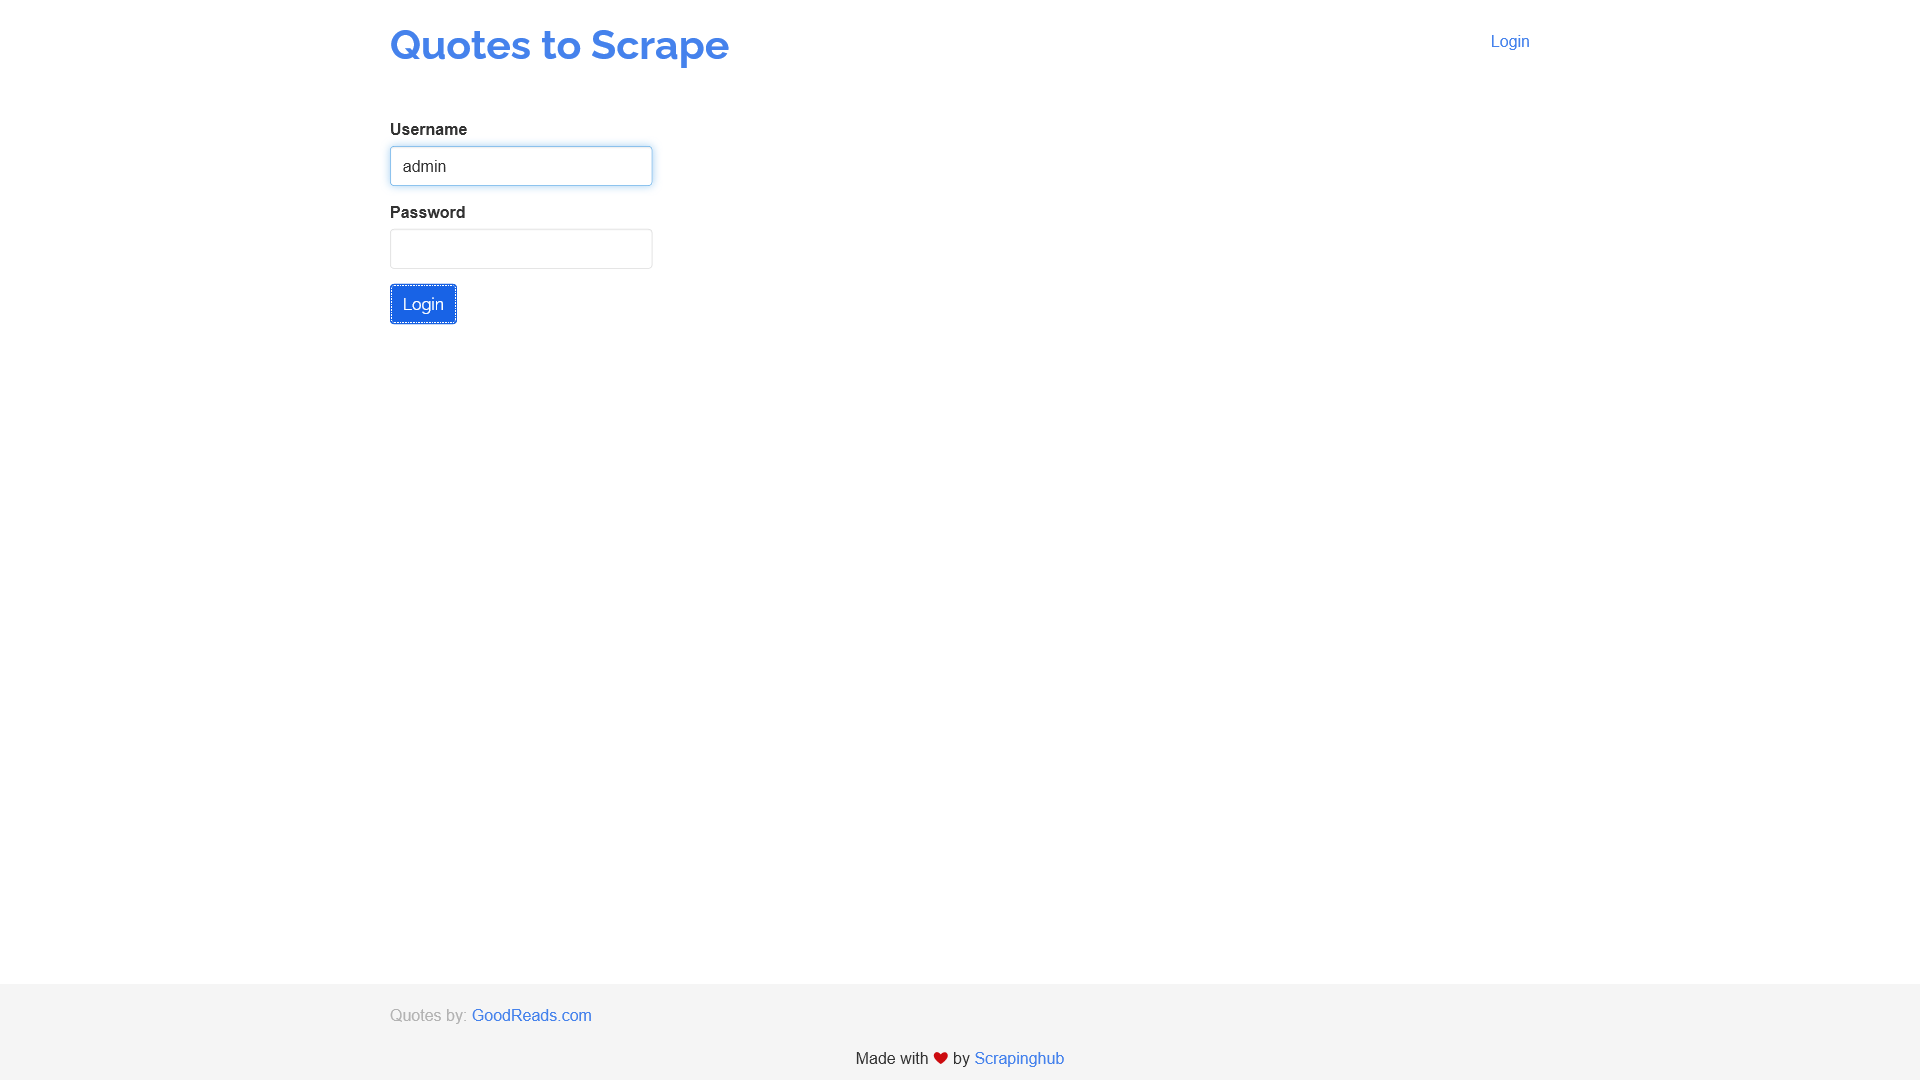 Quotes to Scrape
Login
Username
admin
Password
Login
Quotes by: GoodReads.com
Made with ❤ by Scrapinghub